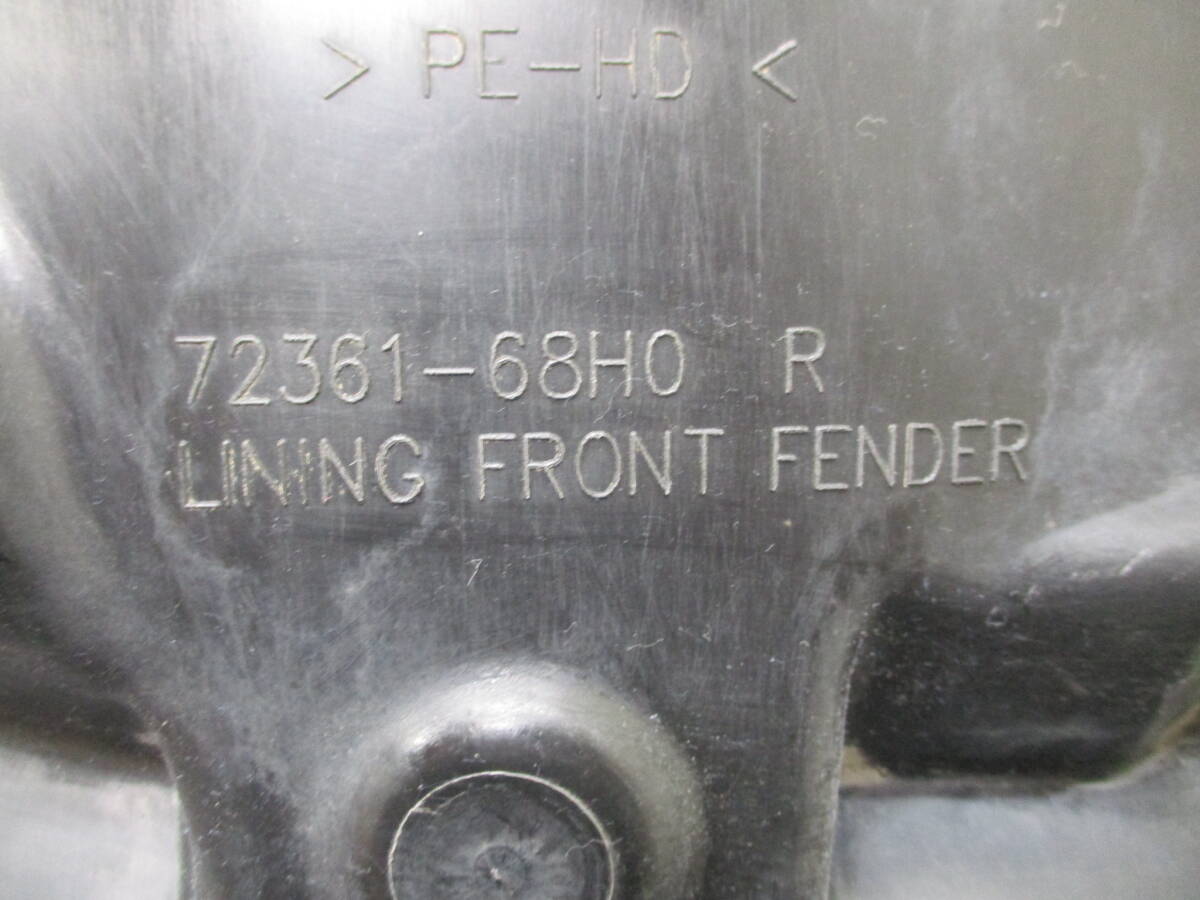 > PE-HD <
72361-68H0 R
LINING FRONT FENDER